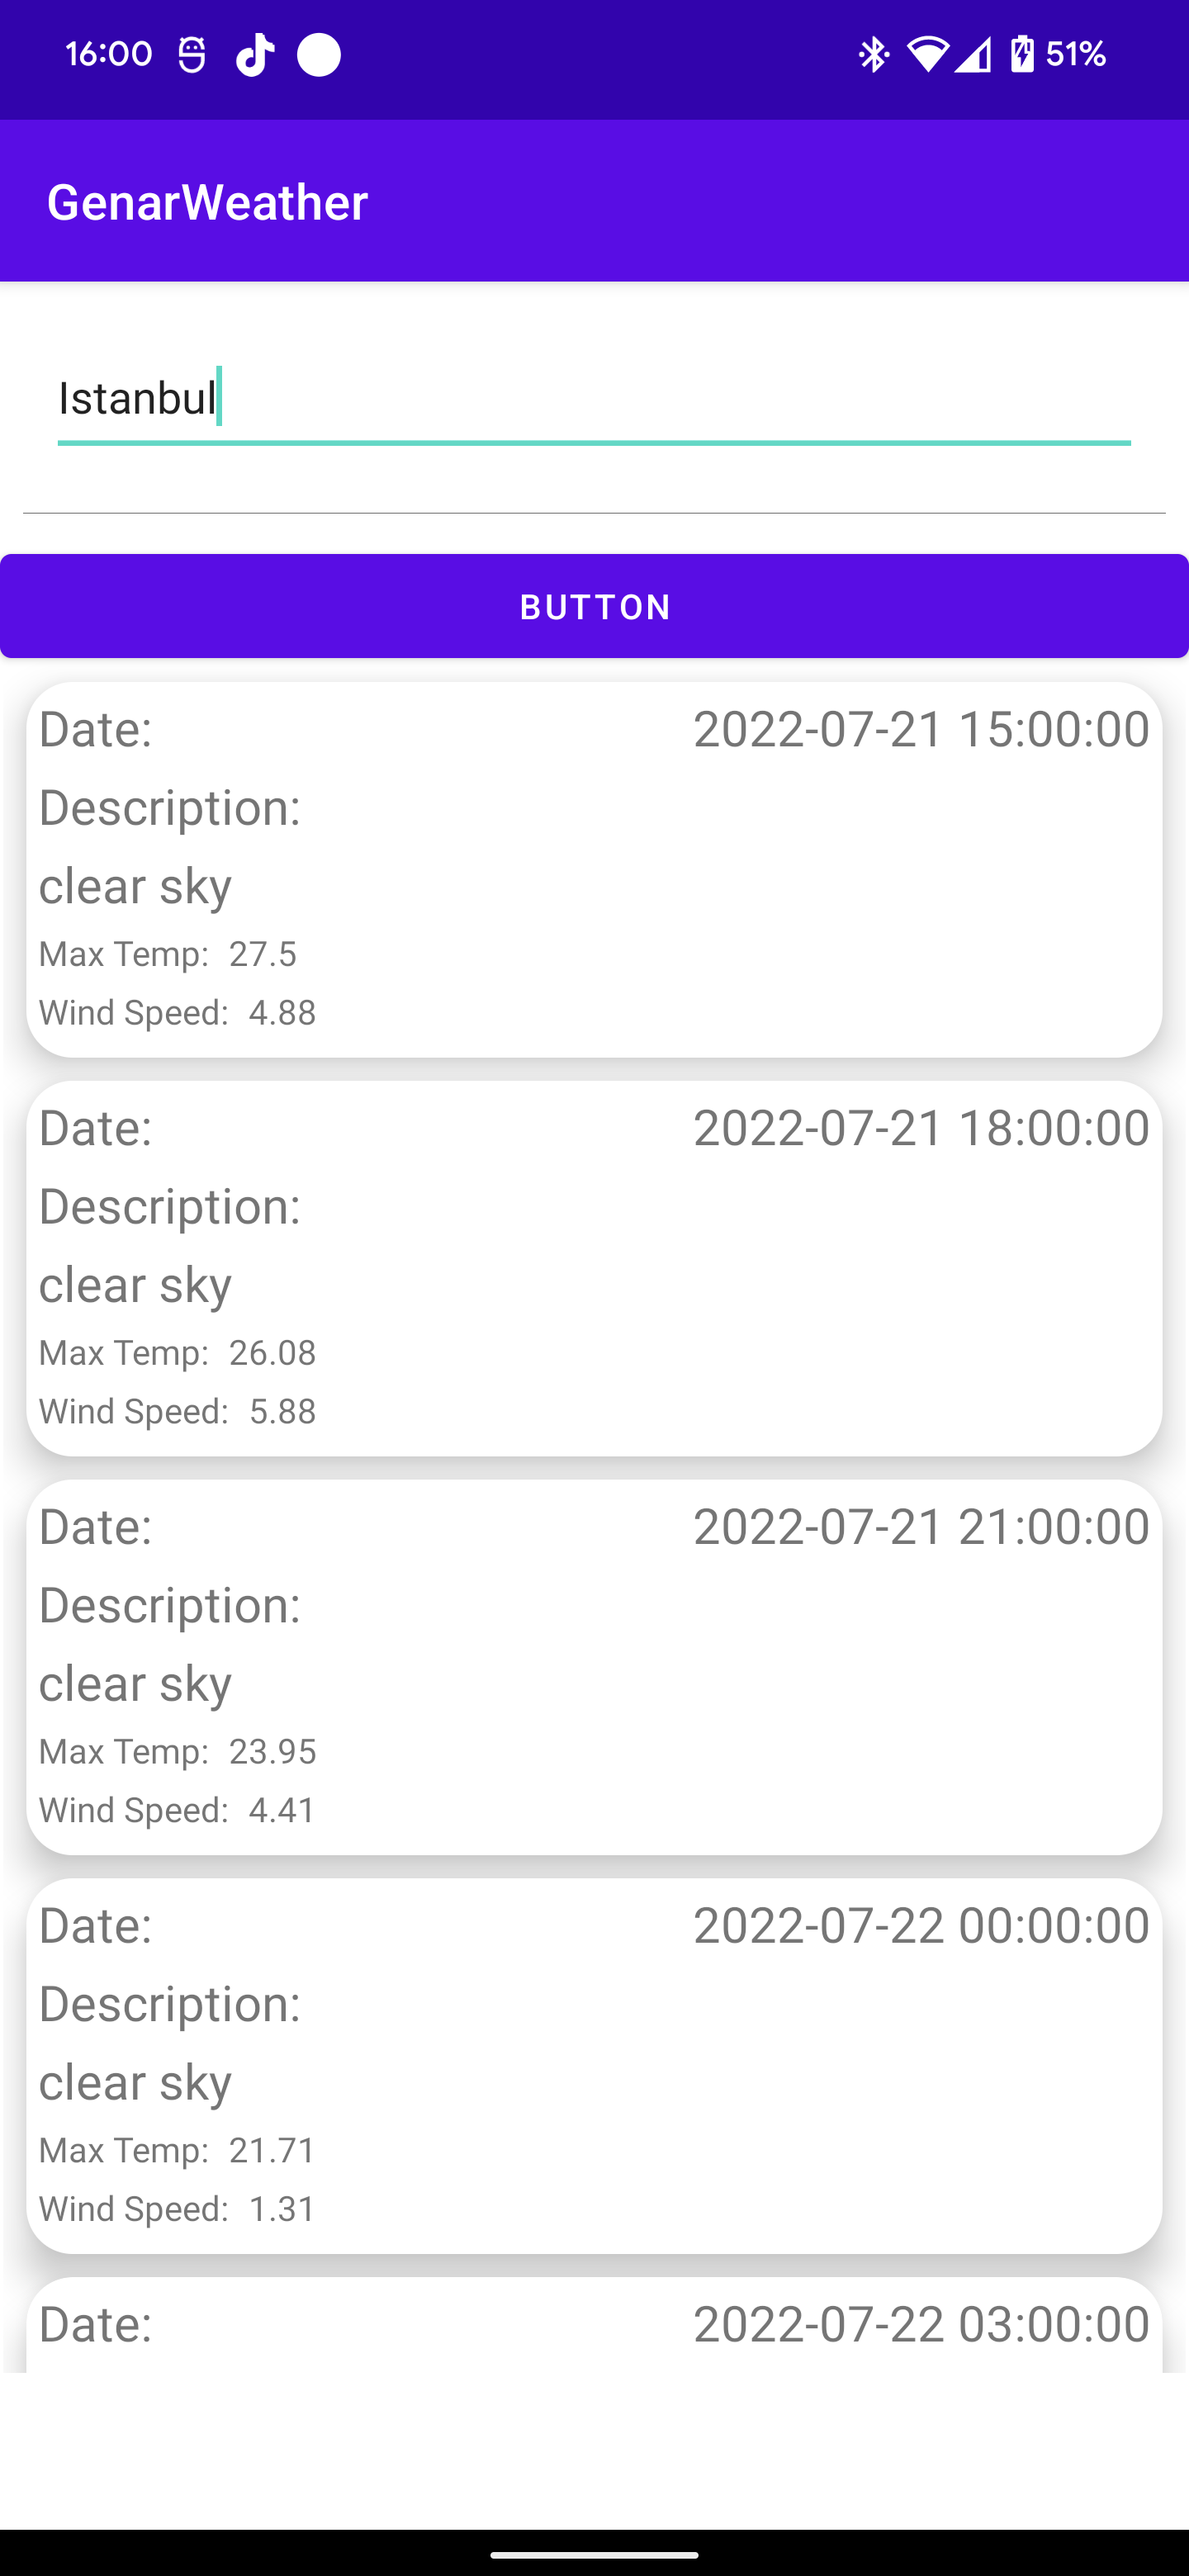 16:00 51%
GenarWeather
Istanbul
BUTTON
Date: 2022-07-21 15:00:00
Description:
clear sky
Max Temp: 27.5
Wind Speed: 4.88
Date: 2022-07-21 18:00:00
Description:
clear sky
Max Temp: 26.08
Wind Speed: 5.88
Date: 2022-07-21 21:00:00
Description:
clear sky
Max Temp: 23.95
Wind Speed: 4.41
Date: 2022-07-22 00:00:00
Description:
clear sky
Max Temp: 21.71
Wind Speed: 1.31
Date: 2022-07-22 03:00:00